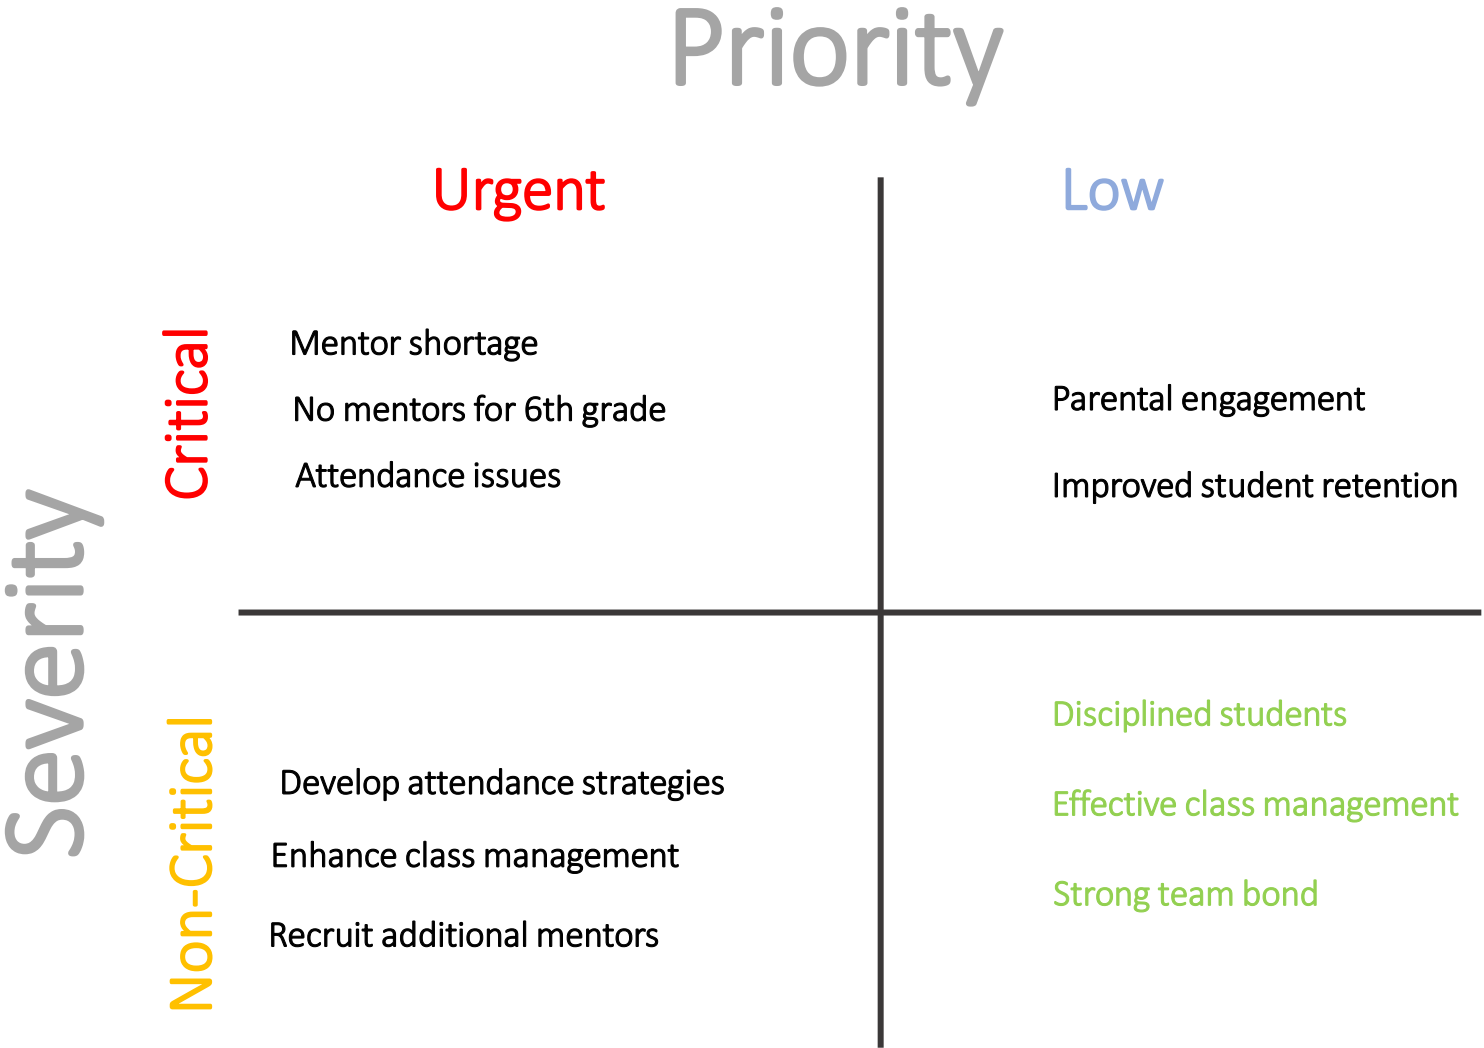 Priority
Urgent
Low
Severity
Critical
Mentor shortage
No mentors for 6th grade
Attendance issues
Parental engagement
Improved student retention
Non-Critical
Develop attendance strategies
Enhance class management
Recruit additional mentors
Disciplined students
Effective class management
Strong team bond